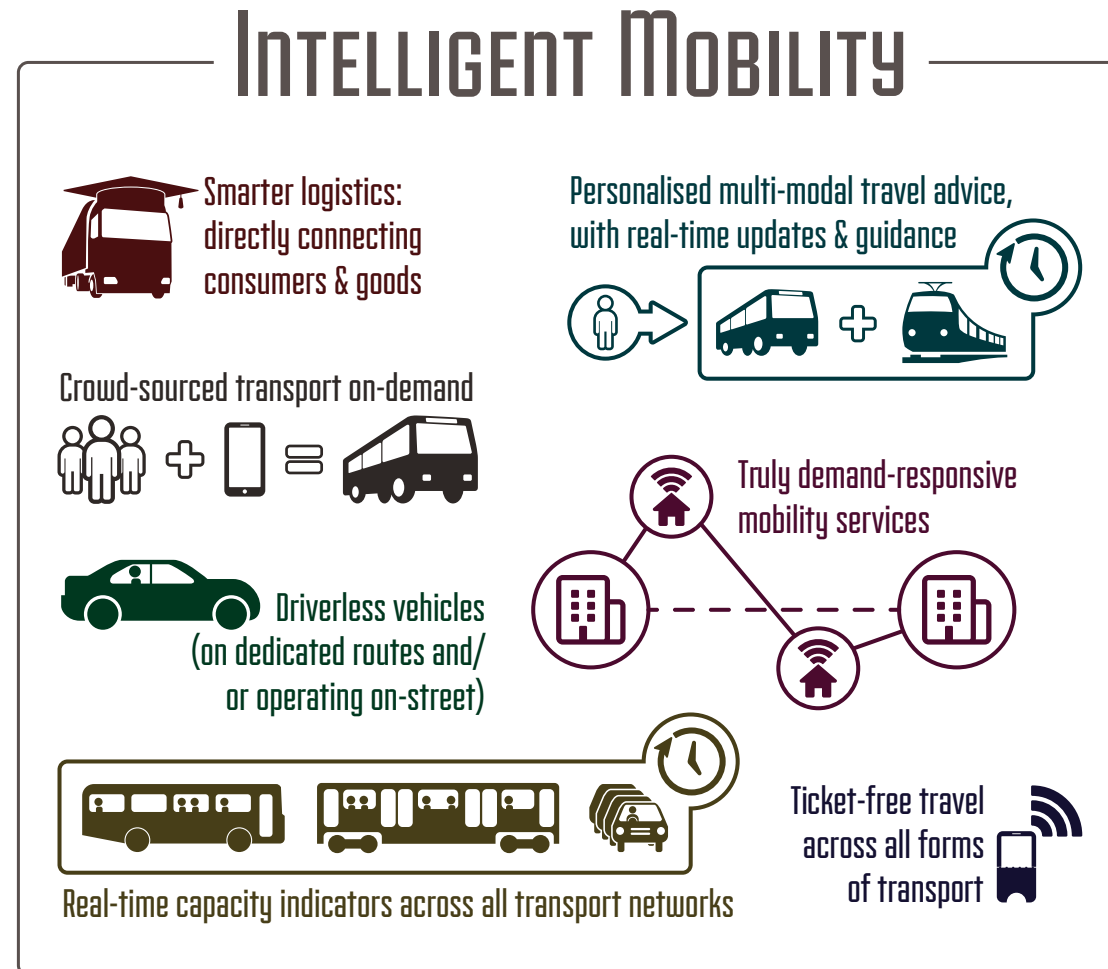 INTELLIGENT MOBILITY
Smarter logistics:
directly connecting
consumers & goods
Personalised multi-modal travel advice,
with real-time updates & guidance
Crowd-sourced transport on-demand
Truly demand-responsive
mobility services
Driverless vehicles
(on dedicated routes and/
or operating on-street)
Real-time capacity indicators across all transport networks
Ticket-free travel
across all forms
of transport